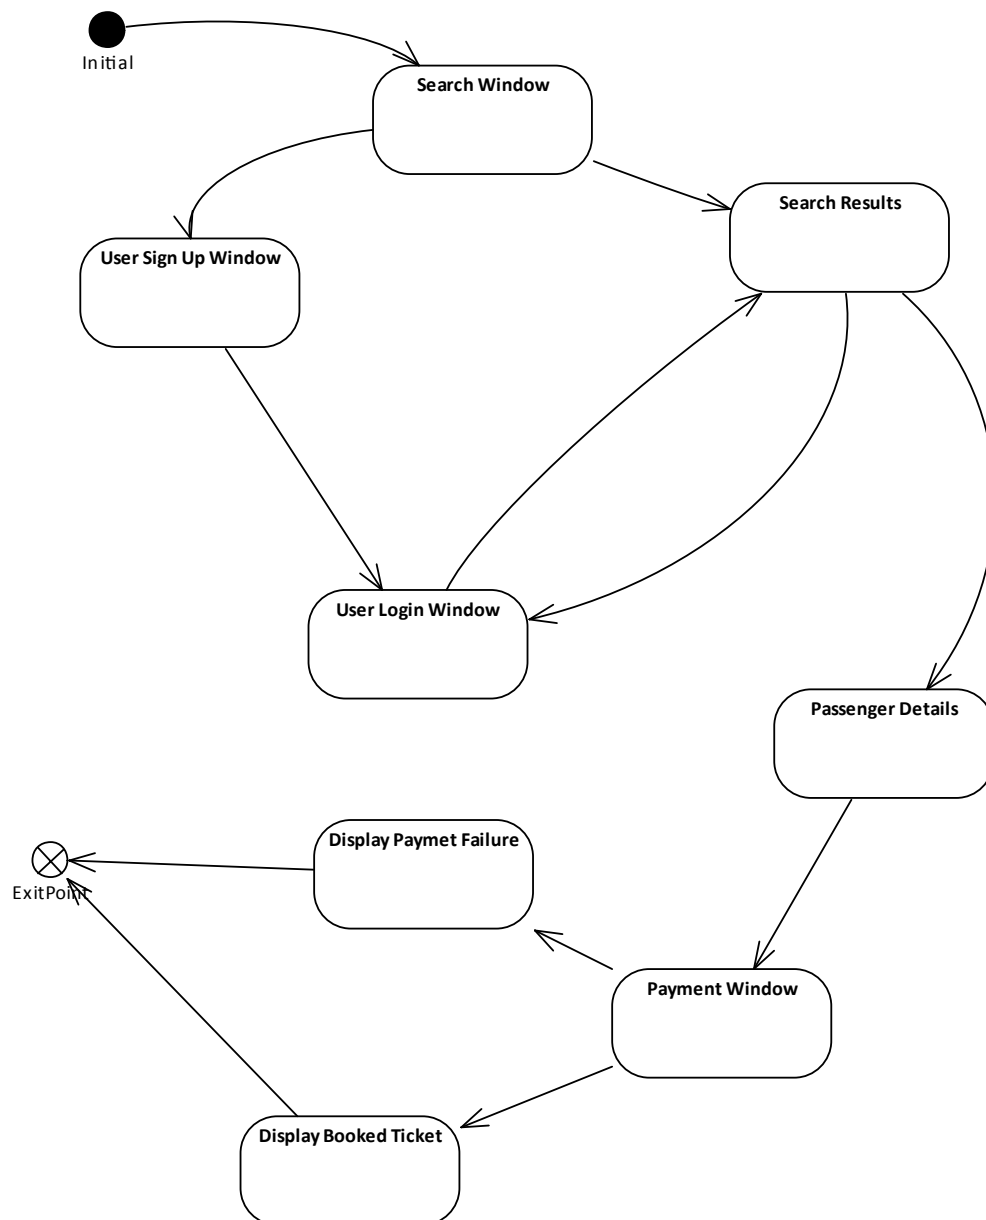 Initial
Search Window
Search Results
User Sign Up Window
User Login Window
Passenger Details
Display Paymet Failure
ExitPoint
Payment Window
Display Booked Ticket